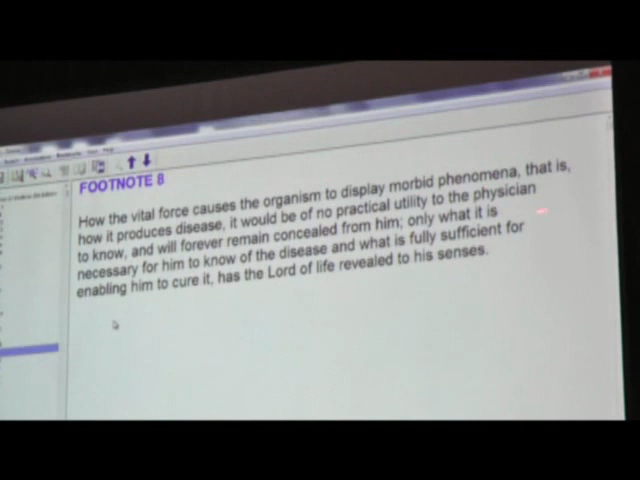 FOOTNOTE 8
How the vital force causes the organism to display morbid phenomena, that is,
how it produces disease, it would be of no practical utility to the physician
to know, and will forever remain concealed from him; only what it is
necessary for him to know of the disease and what is fully sufficient for
enabling him to cure it, has the Lord of life revealed to his senses.